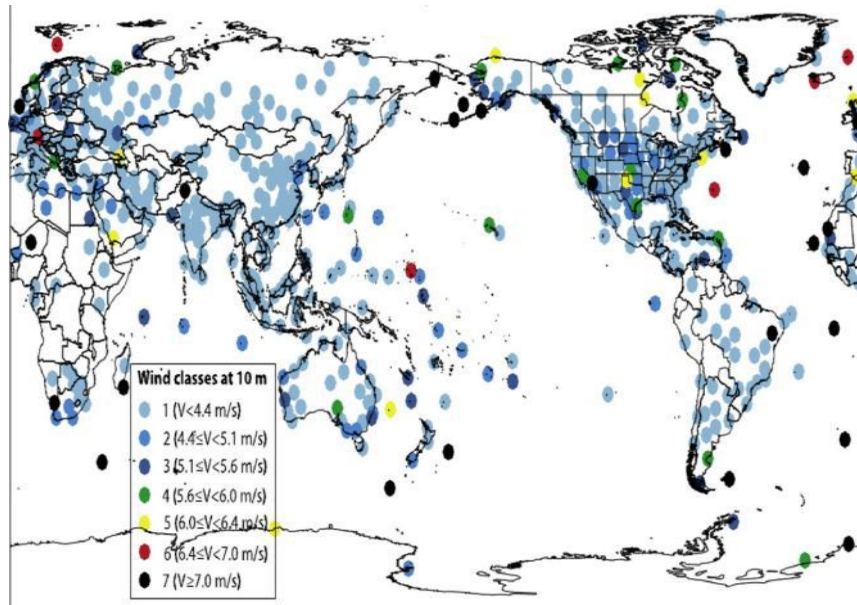 Wind classes at 10 m
1 (V<4.4 m/s)
2 (4.4≤V<5.1 m/s)
3 (5.1≤V<5.6 m/s)
4 (5.6≤V<6.0 m/s)
5 (6.0≤V<6.4 m/s)
6 (6.4≤V<7.0 m/s)
7 (V≥7.0 m/s)